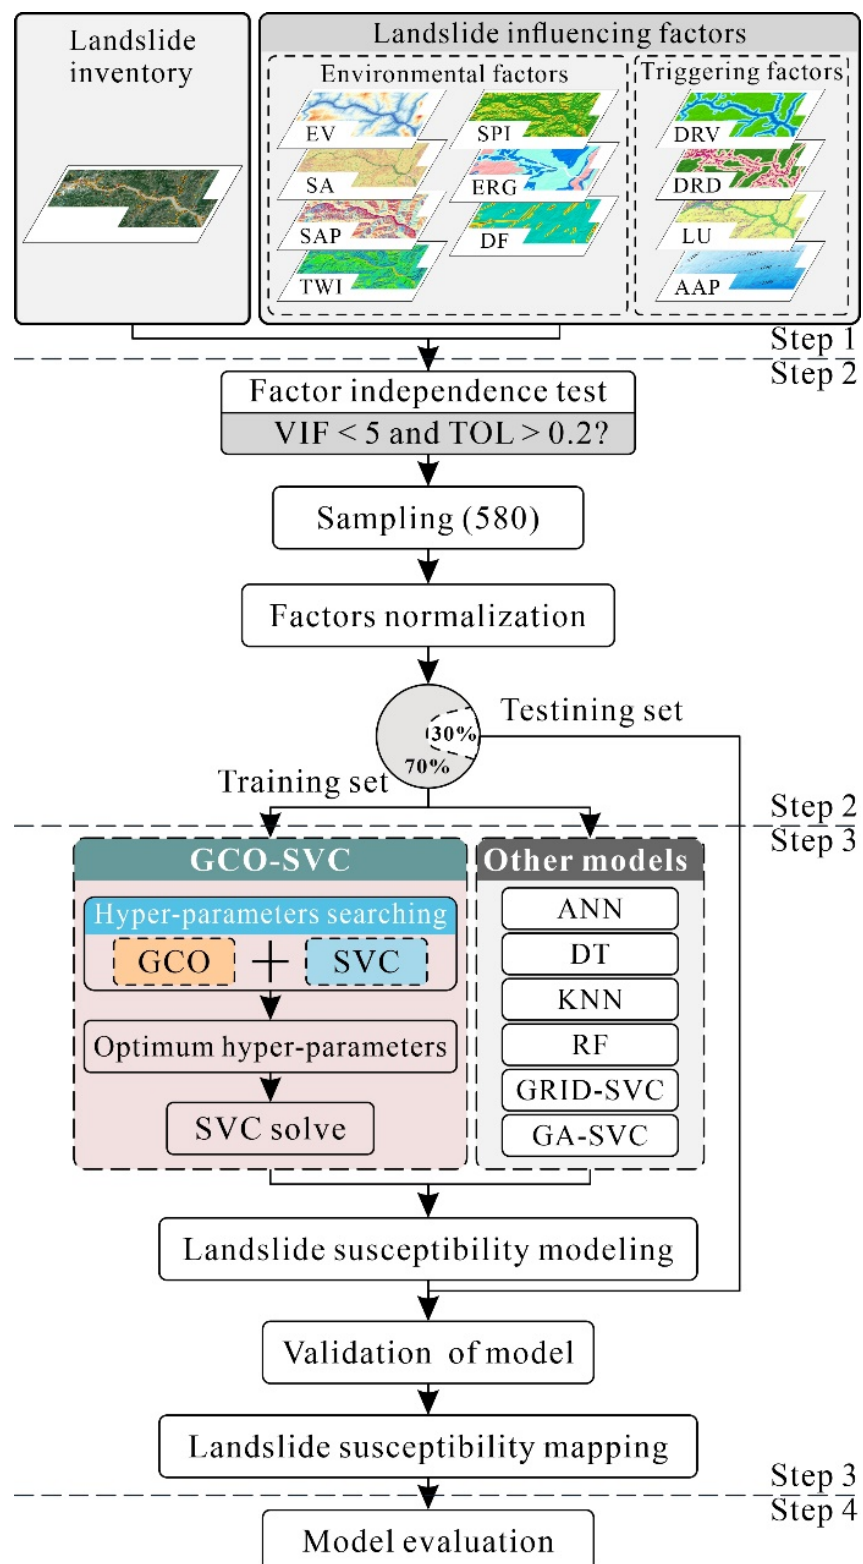 Landslide
inventory
Landslide influencing factors
Environmental factors
Triggering factors
EV
SA
SAP
TWI
SPI
ERG
DF
DRV
DRD
LU
AAP
Step 1
Step 2
Factor independence test
VIF < 5 and TOL > 0.2?
Sampling (580)
Factors normalization
Testining set
30%
70%
Training set
Step 2
Step 3
GCO-SVC
Hyper-parameters searching
GCO + SVC
Optimum hyper-parameters
SVC solve
Other models
ANN
DT
KNN
RF
GRID-SVC
GA-SVC
Landslide susceptibility modeling
Validation of model
Landslide susceptibility mapping
Step 3
Step 4
Model evaluation